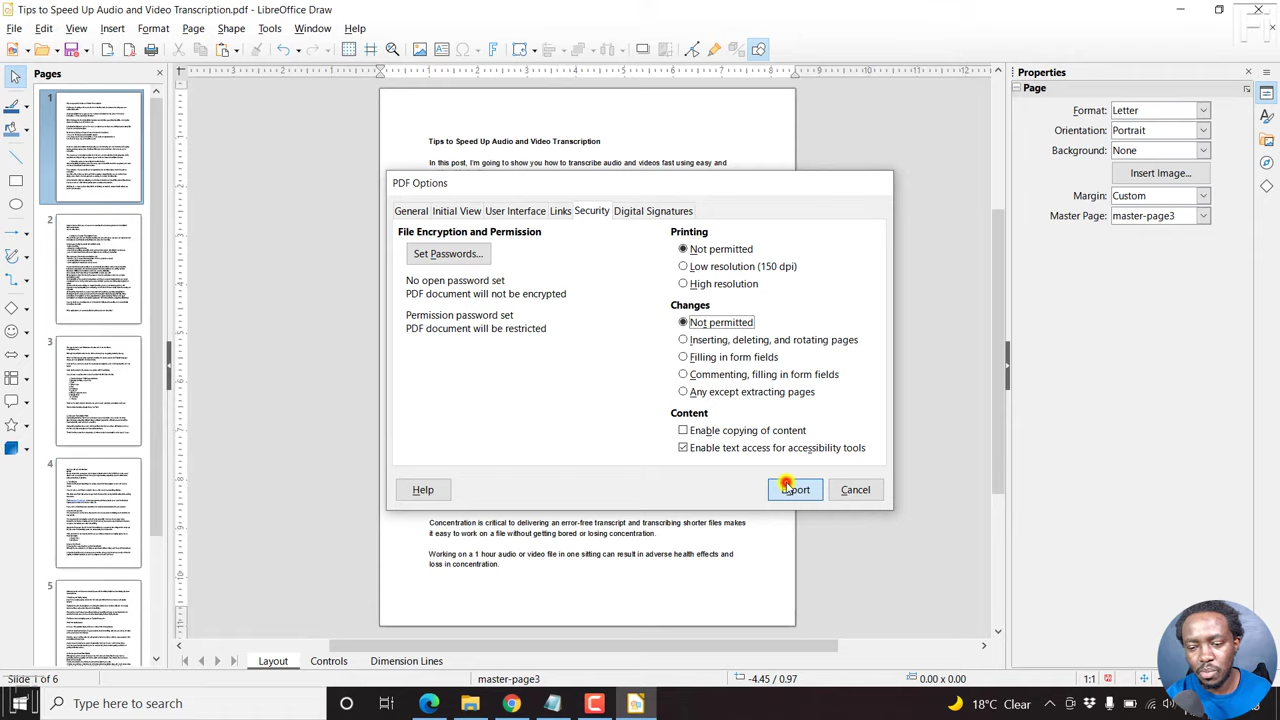 Tips to Speed Up Audio and Video Transcription.pdf - LibreOffice Draw
File Edit View Insert Format Page Shape Tools Window Help
Pages
1
2
3
4
5
Tips to Speed Up Audio and Video Transcription
In this post, I'm going to show you how to transcribe audio and videos fast using easy and
PDF Options
General Initial View User Interface Links Security Digital Signatures
File Encryption and Permission
Set Passwords...
No open password set
PDF document will not be encrypted
Permission password set
PDF document will be restricted
Printing
Not permitted
Low resolution (150 dpi)
High resolution
Changes
Not permitted
Inserting, deleting, and rotating pages
Filling in form fields
Commenting, filling in form fields
Any except extracting pages
Content
Enable copying of content
Enable text access for accessibility tools
Help
Cancel
Concentration is critical to delivering an error-free transcript and transcribing shorter files makes
it easy to work on a file without getting bored or losing concentration.
Working on a 1 hour audio or video file in one sitting can result in adverse health effects and
loss in concentration.
Properties
Page
Format: Letter
Orientation: Portrait
Background: None
Insert Image...
Margin: Custom
Master Page: master-page3
Layout Controls Dimension Lines
Slide 1 of 6
master-page3
-4.45 / 0.97
0.00 x 0.00
1:1
Type here to search
18°C Clear